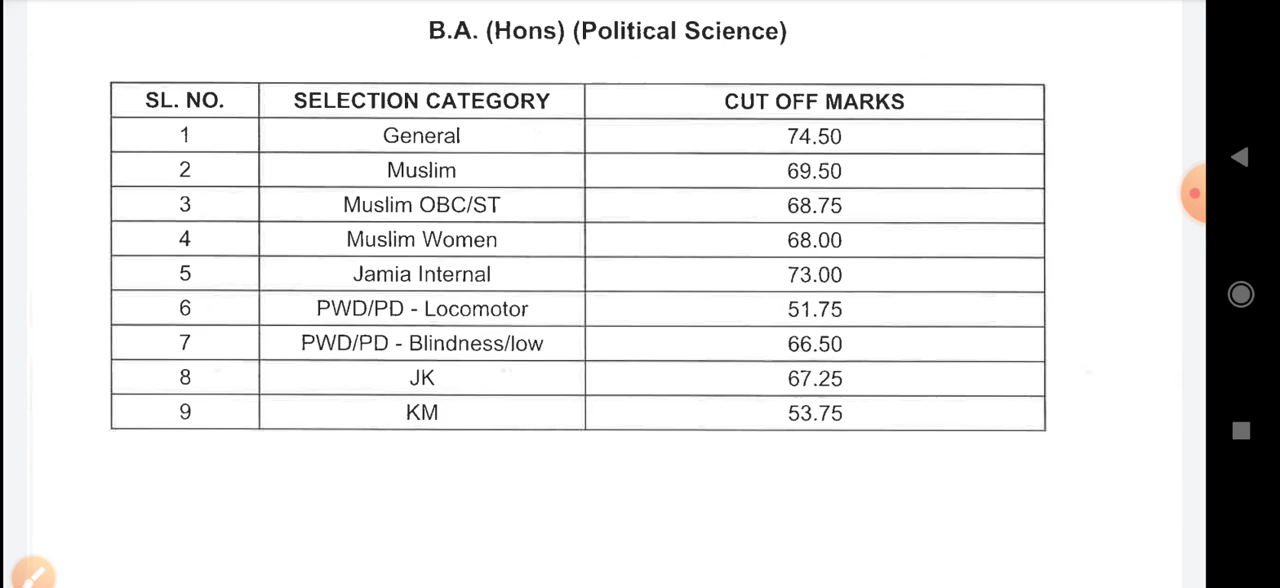 B.A. (Hons) (Political Science)
SL. NO. SELECTION CATEGORY CUT OFF MARKS
1 General 74.50
2 Muslim 69.50
3 Muslim OBC/ST 68.75
4 Muslim Women 68.00
5 Jamia Internal 73.00
6 PWD/PD - Locomotor 51.75
7 PWD/PD - Blindness/low 66.50
8 JK 67.25
9 KM 53.75